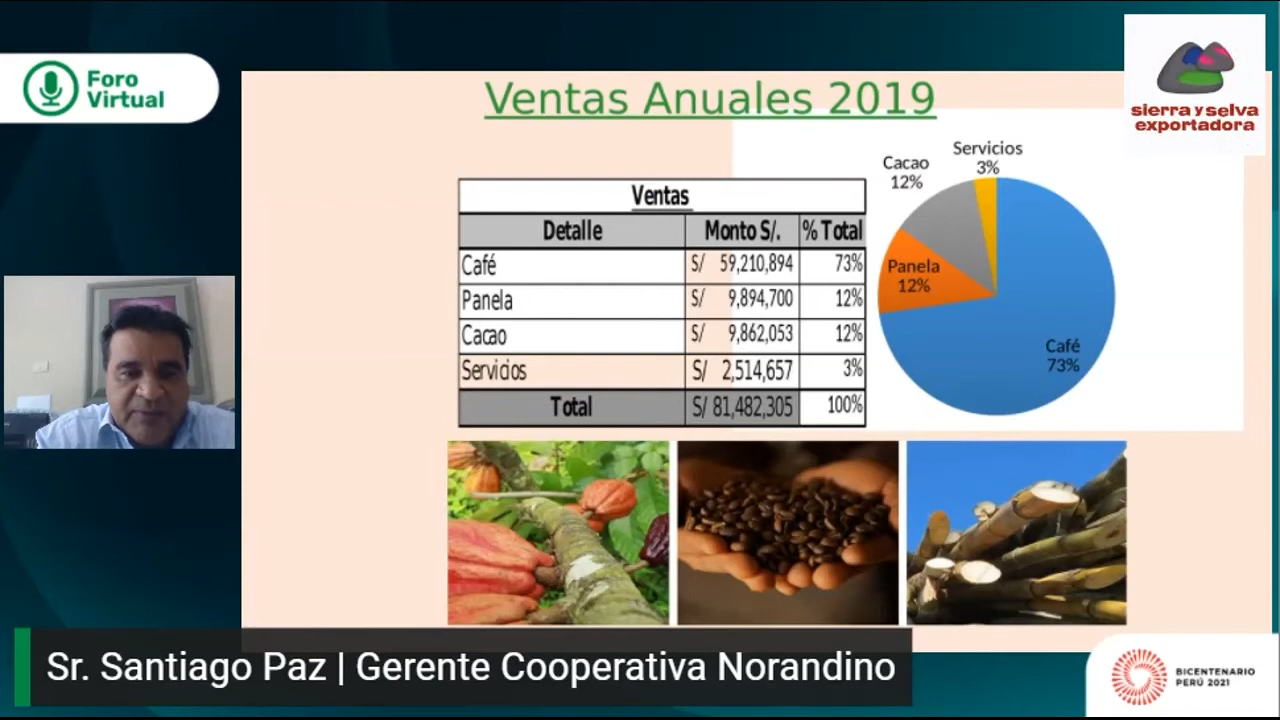 Foro
Virtual
sierra y selva
exportadora
Ventas Anuales 2019
Ventas
Detalle Monto S/. % Total
Café S/ 59,210,894 73%
Panela S/ 9,894,700 12%
Cacao S/ 9,862,053 12%
Servicios S/ 2,514,657 3%
Total S/ 81,482,305 100%
Servicios
3%
Cacao
12%
Panela
12%
Café
73%
Sr. Santiago Paz | Gerente Cooperativa Norandino
BICENTENARIO
PERÚ 2021